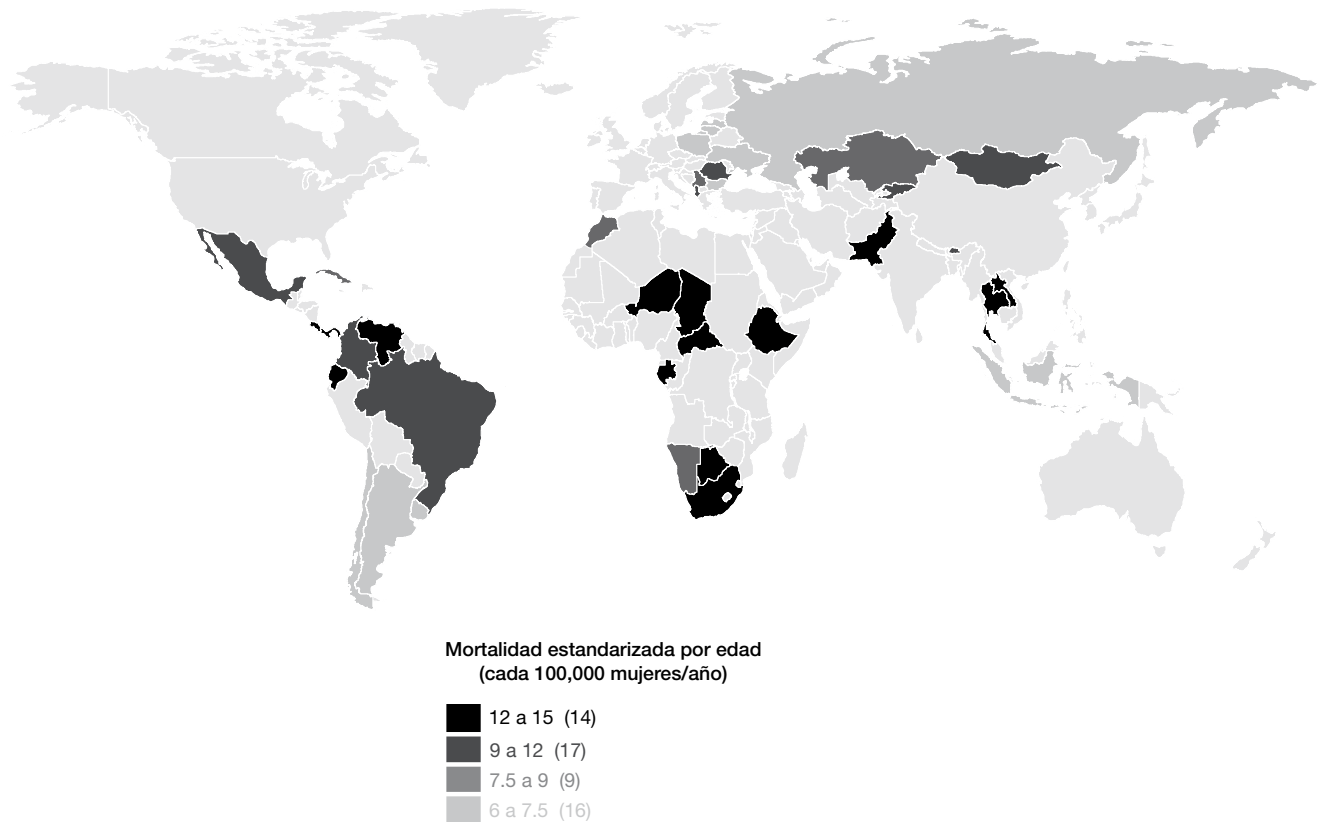 Mortalidad estandarizada por edad
(cada 100,000 mujeres/año)
12 a 15 (14)
9 a 12 (17)
7.5 a 9 (9)
6 a 7.5 (16)